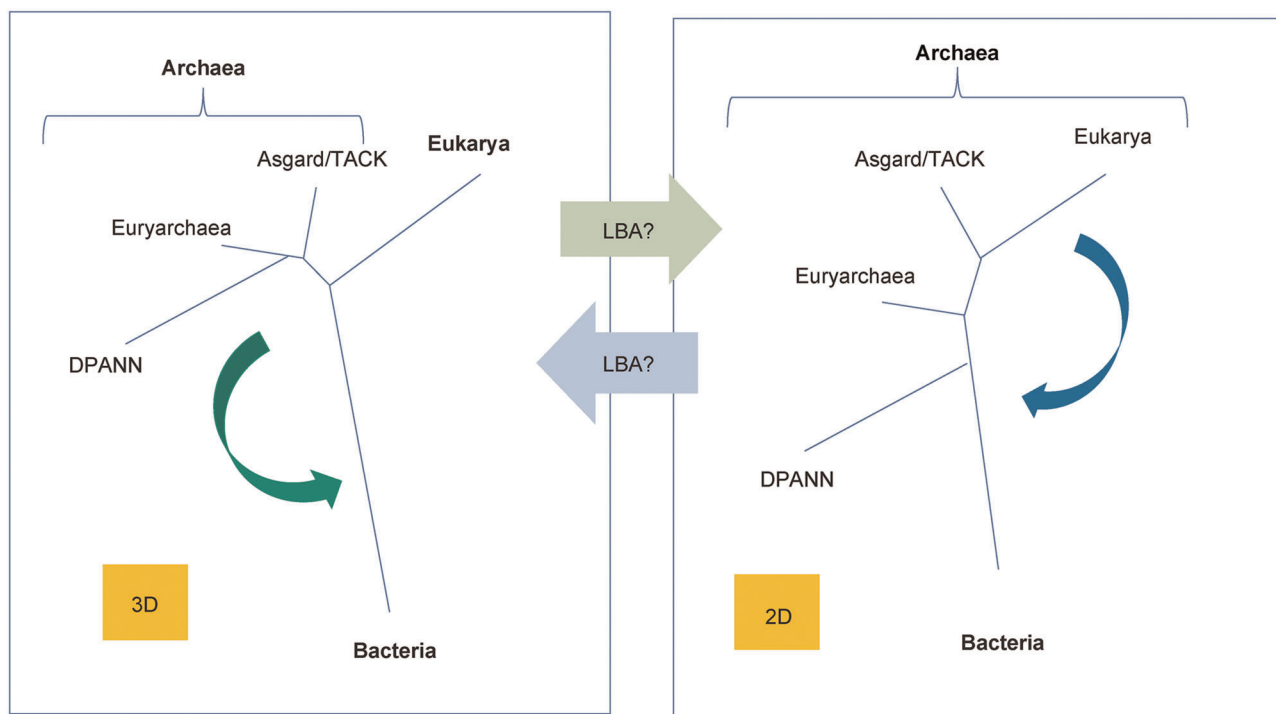 Archaea
Asgard/TACK
Eukarya
Euryarchaea
DPANN
3D
Bacteria
LBA?
LBA?
Archaea
Asgard/TACK
Eukarya
Euryarchaea
DPANN
2D
Bacteria